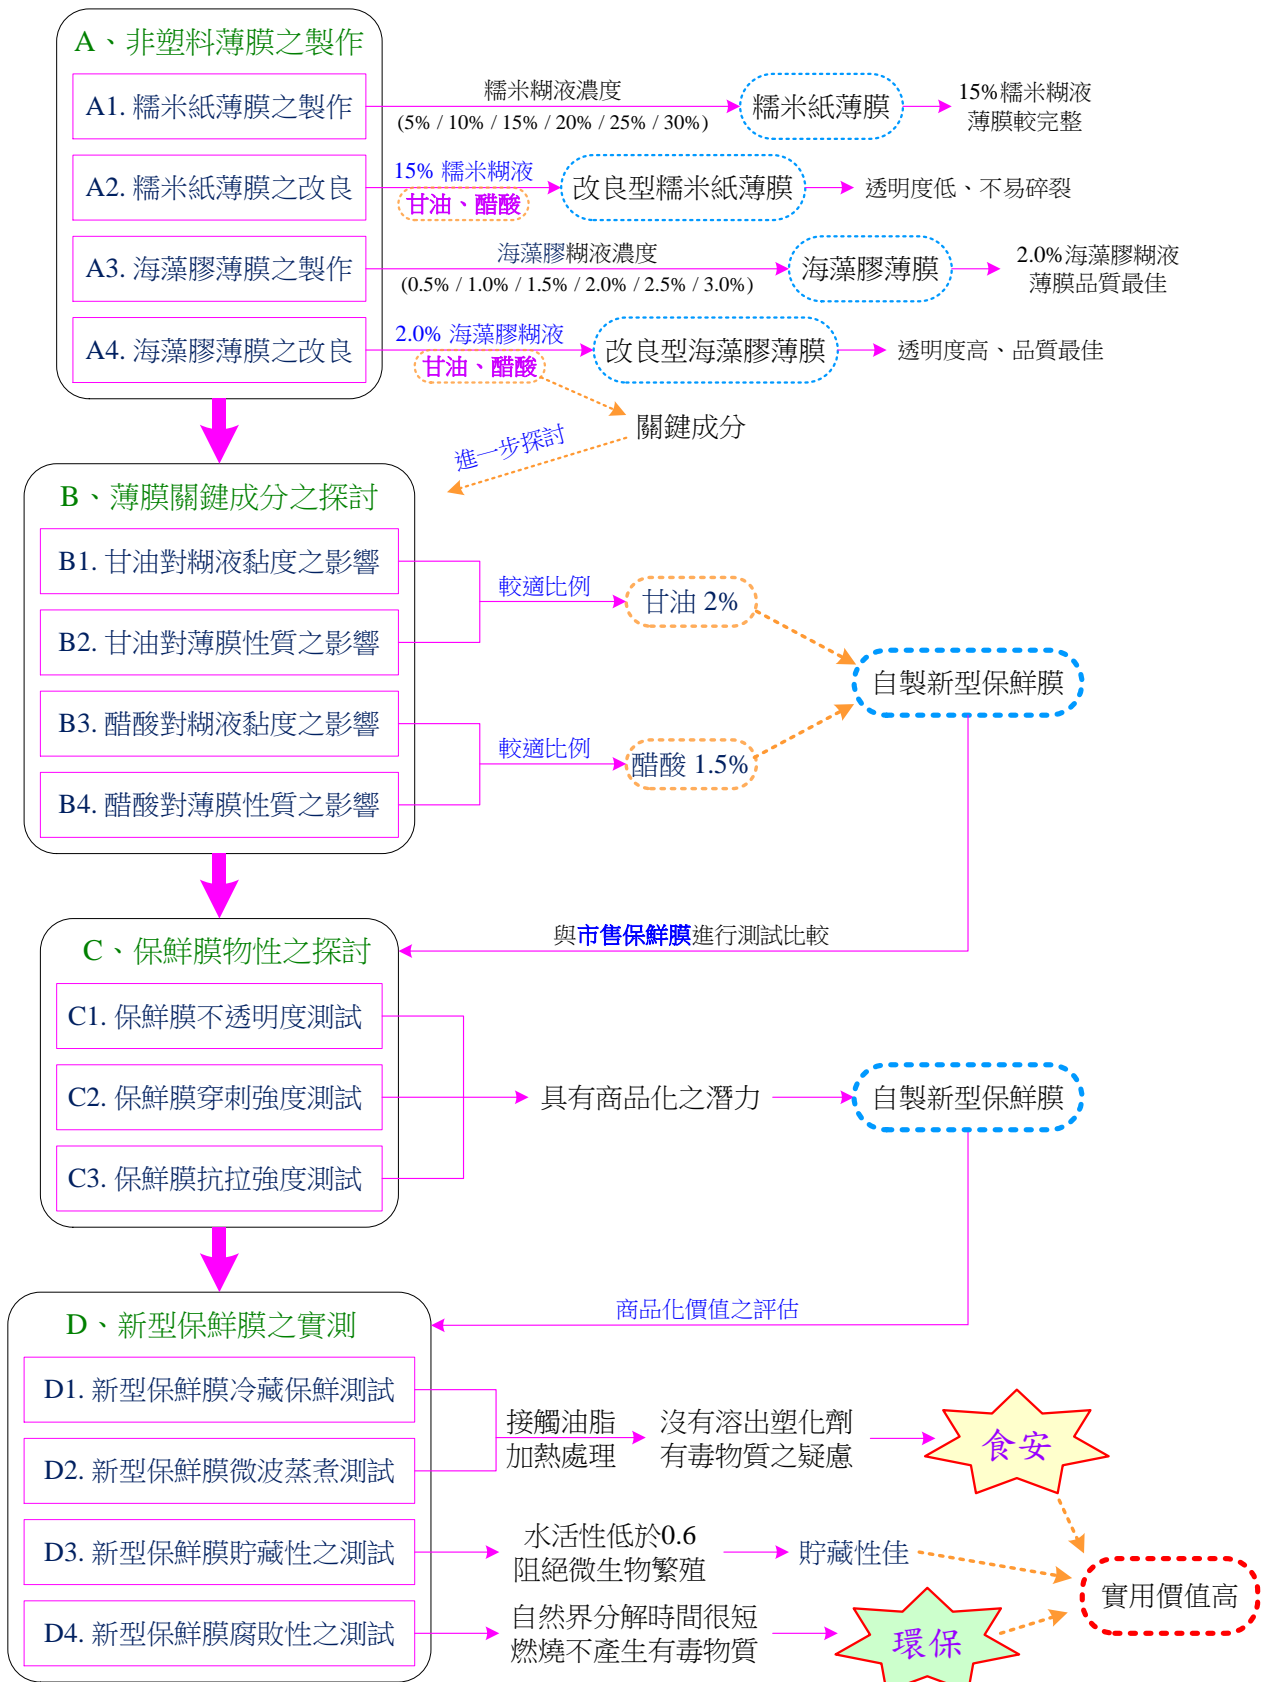 A、非塑料薄膜之製作
A1. 糯米紙薄膜之製作
糯米糊液濃度
(5% / 10% / 15% / 20% / 25% / 30%)
糯米紙薄膜
15%糯米糊液
薄膜較完整
A2. 糯米紙薄膜之改良
15% 糯米糊液
甘油、醋酸
改良型糯米紙薄膜
透明度低、不易碎裂
A3. 海藻膠薄膜之製作
海藻膠糊液濃度
(0.5% / 1.0% / 1.5% / 2.0% / 2.5% / 3.0%)
海藻膠薄膜
2.0%海藻膠糊液
薄膜品質最佳
A4. 海藻膠薄膜之改良
2.0% 海藻膠糊液
甘油、醋酸
改良型海藻膠薄膜
透明度高、品質最佳
關鍵成分
進一步探討
B、薄膜關鍵成分之探討
B1. 甘油對糊液黏度之影響
B2. 甘油對薄膜性質之影響
較適比例
甘油 2%
B3. 醋酸對糊液黏度之影響
B4. 醋酸對薄膜性質之影響
較適比例
醋酸 1.5%
自製新型保鮮膜
與市售保鮮膜進行測試比較
C、保鮮膜物性之探討
C1. 保鮮膜不透明度測試
C2. 保鮮膜穿刺強度測試
C3. 保鮮膜抗拉強度測試
具有商品化之潛力
自製新型保鮮膜
商品化價值之評估
D、新型保鮮膜之實測
D1. 新型保鮮膜冷藏保鮮測試
D2. 新型保鮮膜微波蒸煮測試
接觸油脂
加熱處理
沒有溶出塑化劑
有毒物質之疑慮
食安
D3. 新型保鮮膜貯藏性之測試
水活性低於0.6
阻絕微生物繁殖
貯藏性佳
實用價值高
D4. 新型保鮮膜腐敗性之測試
自然界分解時間很短
燃燒不產生有毒物質
環保